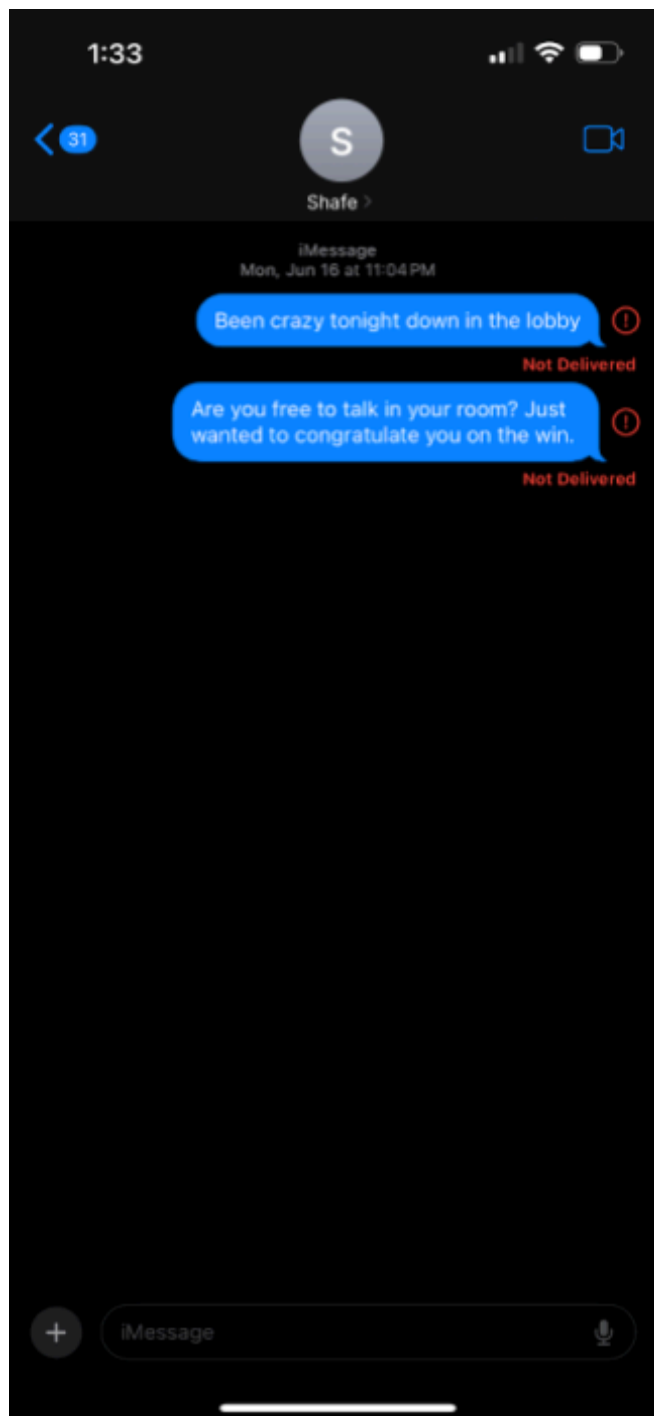 1:33
31
S
Shafe >
iMessage
Mon, Jun 16 at 11:04 PM
Been crazy tonight down in the lobby
Not Delivered
Are you free to talk in your room? Just
wanted to congratulate you on the win.
Not Delivered
iMessage